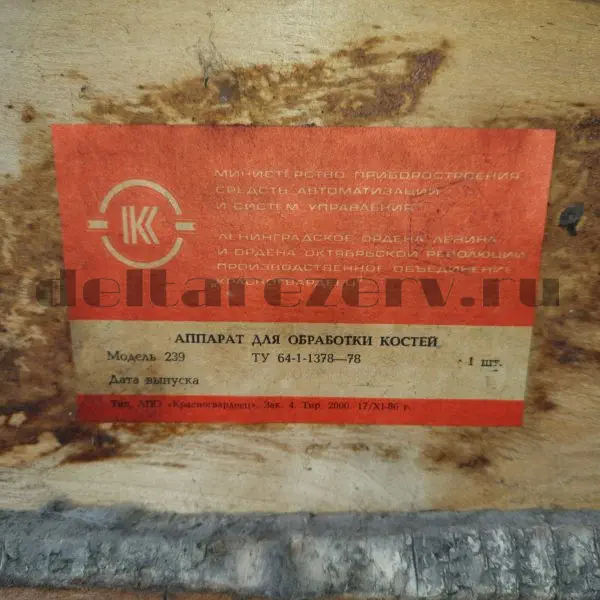 МИНИСТЕРСТВО ПРИБОРОСТРОЕНИЯ
СРЕДСТВ АВТОМАТИЗАЦИИ
И СИСТЕМ УПРАВЛЕНИЯ
ЛЕНИНГРАДСКОЕ ОРДЕНА ЛЕНИНА
И ОРДЕНА ОКТЯБРЬСКОЙ РЕВОЛЮЦИИ
ПРОИЗВОДСТВЕННОЕ ОБЪЕДИНЕНИЕ
„КРАСНОГВАРДЕЕЦ"
deltarezerv.ru
АППАРАТ ДЛЯ ОБРАБОТКИ КОСТЕЙ
Модель 239 ТУ 64-1-1378—78 1 шт.
Дата выпуска
Тип. ЛПО «Красногвардеец». Зак. 4. Тир. 2000. 17/XI-86 г.